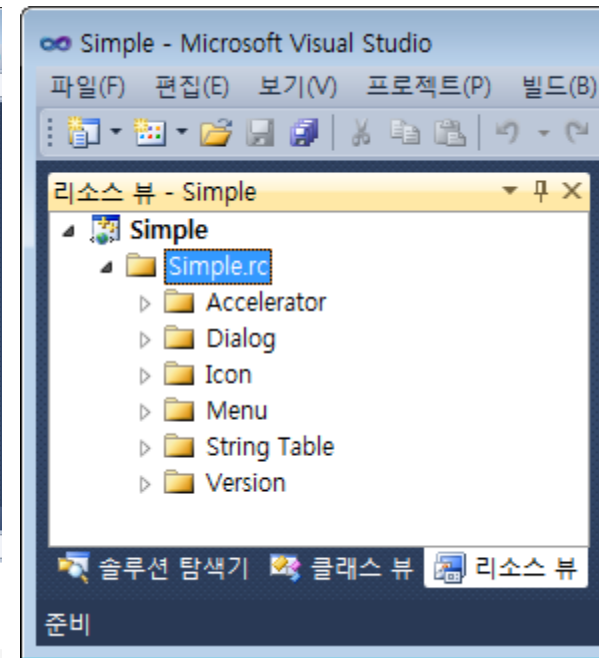 Simple - Microsoft Visual Studio
파일(F) 편집(E) 보기(V) 프로젝트(P) 빌드(B)
리소스 뷰 - Simple
Simple
Simple.rc
Accelerator
Dialog
Icon
Menu
String Table
Version
솔루션 탐색기 클래스 뷰 리소스 뷰
준비